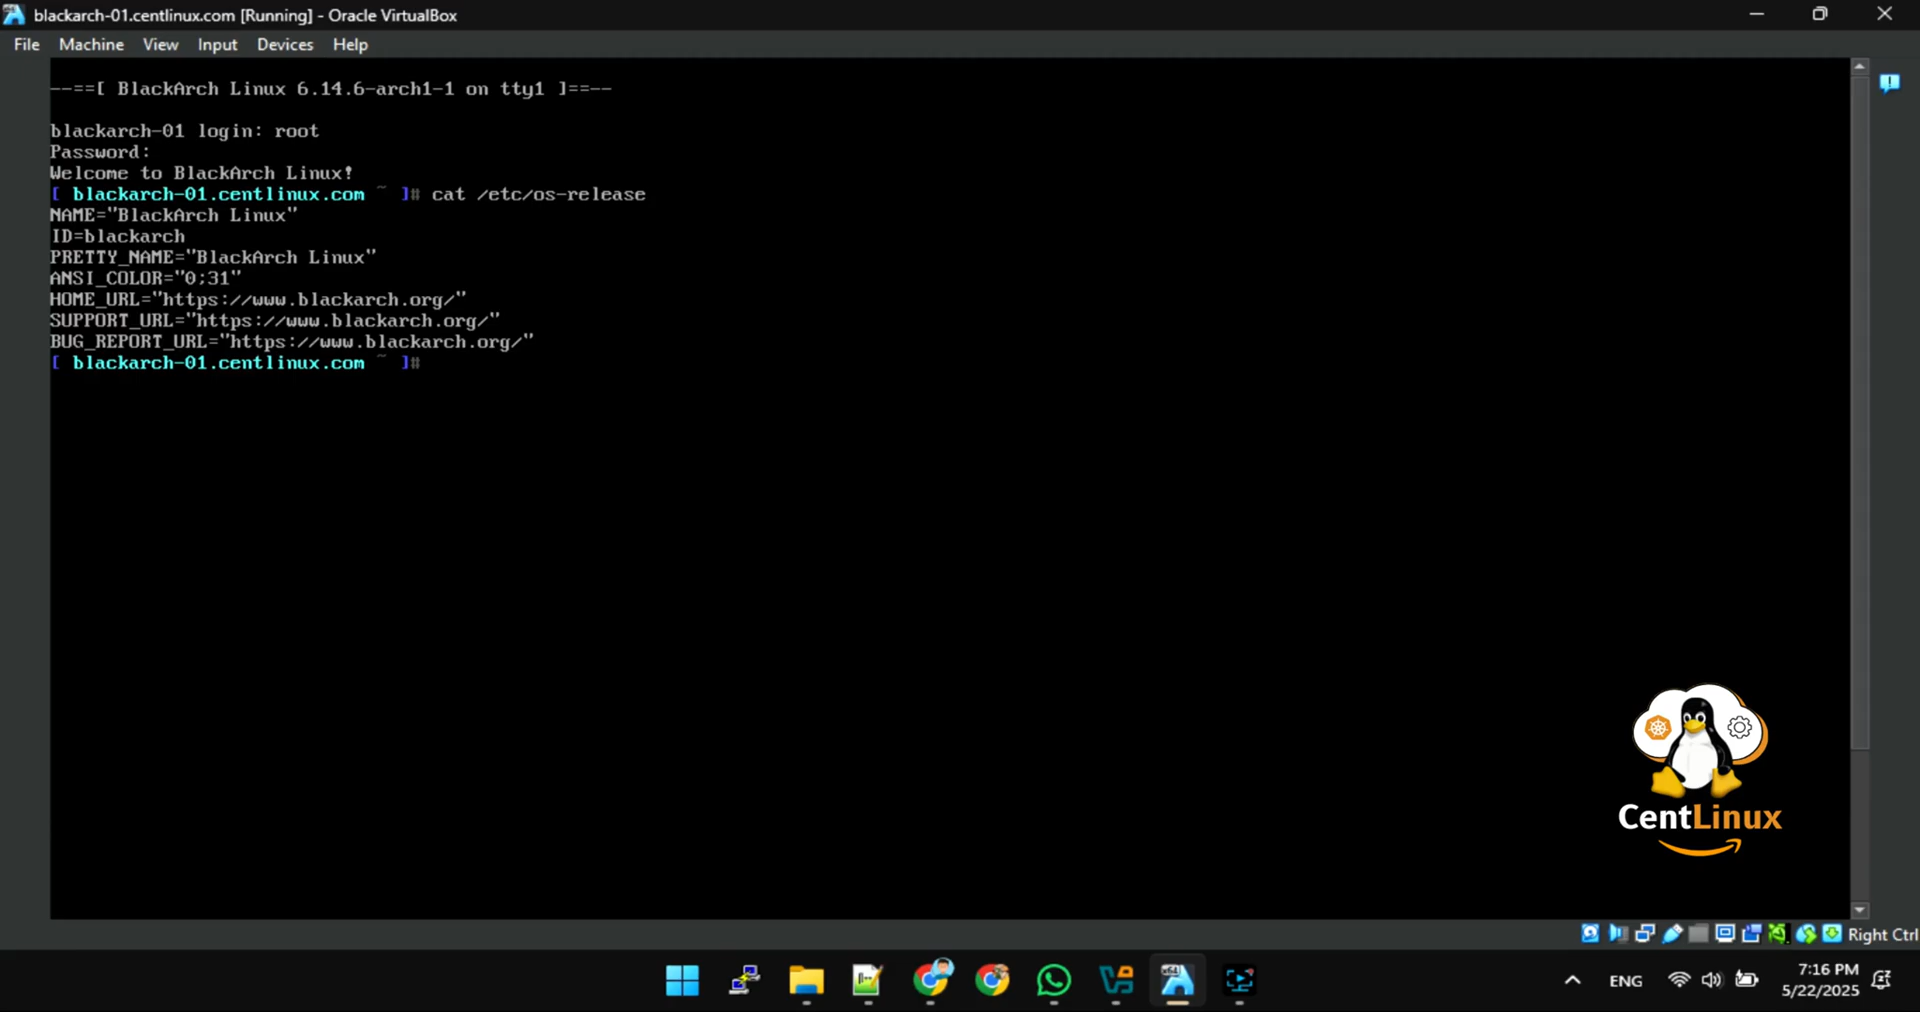 blackarch-01.centlinux.com [Running] - Oracle VirtualBox
File Machine View Input Devices Help
--==[ BlackArch Linux 6.14.6-arch1-1 on tty1 ]==--
blackarch-01 login: root
Password:
Welcome to BlackArch Linux!
[ blackarch-01.centlinux.com ~ ]# cat /etc/os-release
NAME="BlackArch Linux"
ID=blackarch
PRETTY_NAME="BlackArch Linux"
ANSI_COLOR="0;31"
HOME_URL="https://www.blackarch.org/"
SUPPORT_URL="https://www.blackarch.org/"
BUG_REPORT_URL="https://www.blackarch.org/"
[ blackarch-01.centlinux.com ~ ]#
CentLinux
Right Ctrl
ENG
7:16 PM
5/22/2025